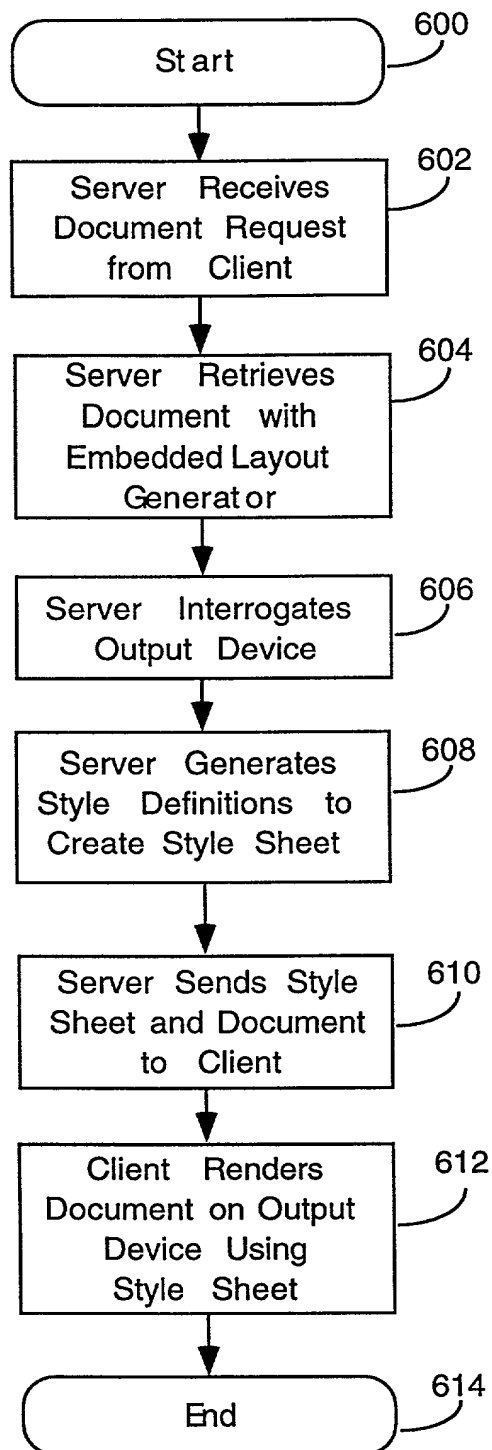 600
Start
602
Server Receives
Document Request
from Client
604
Server Retrieves
Document with
Embedded Layout
Generator
606
Server Interrogates
Output Device
608
Server Generates
Style Definitions to
Create Style Sheet
610
Server Sends Style
Sheet and Document
to Client
612
Client Renders
Document on Output
Device Using
Style Sheet
614
End